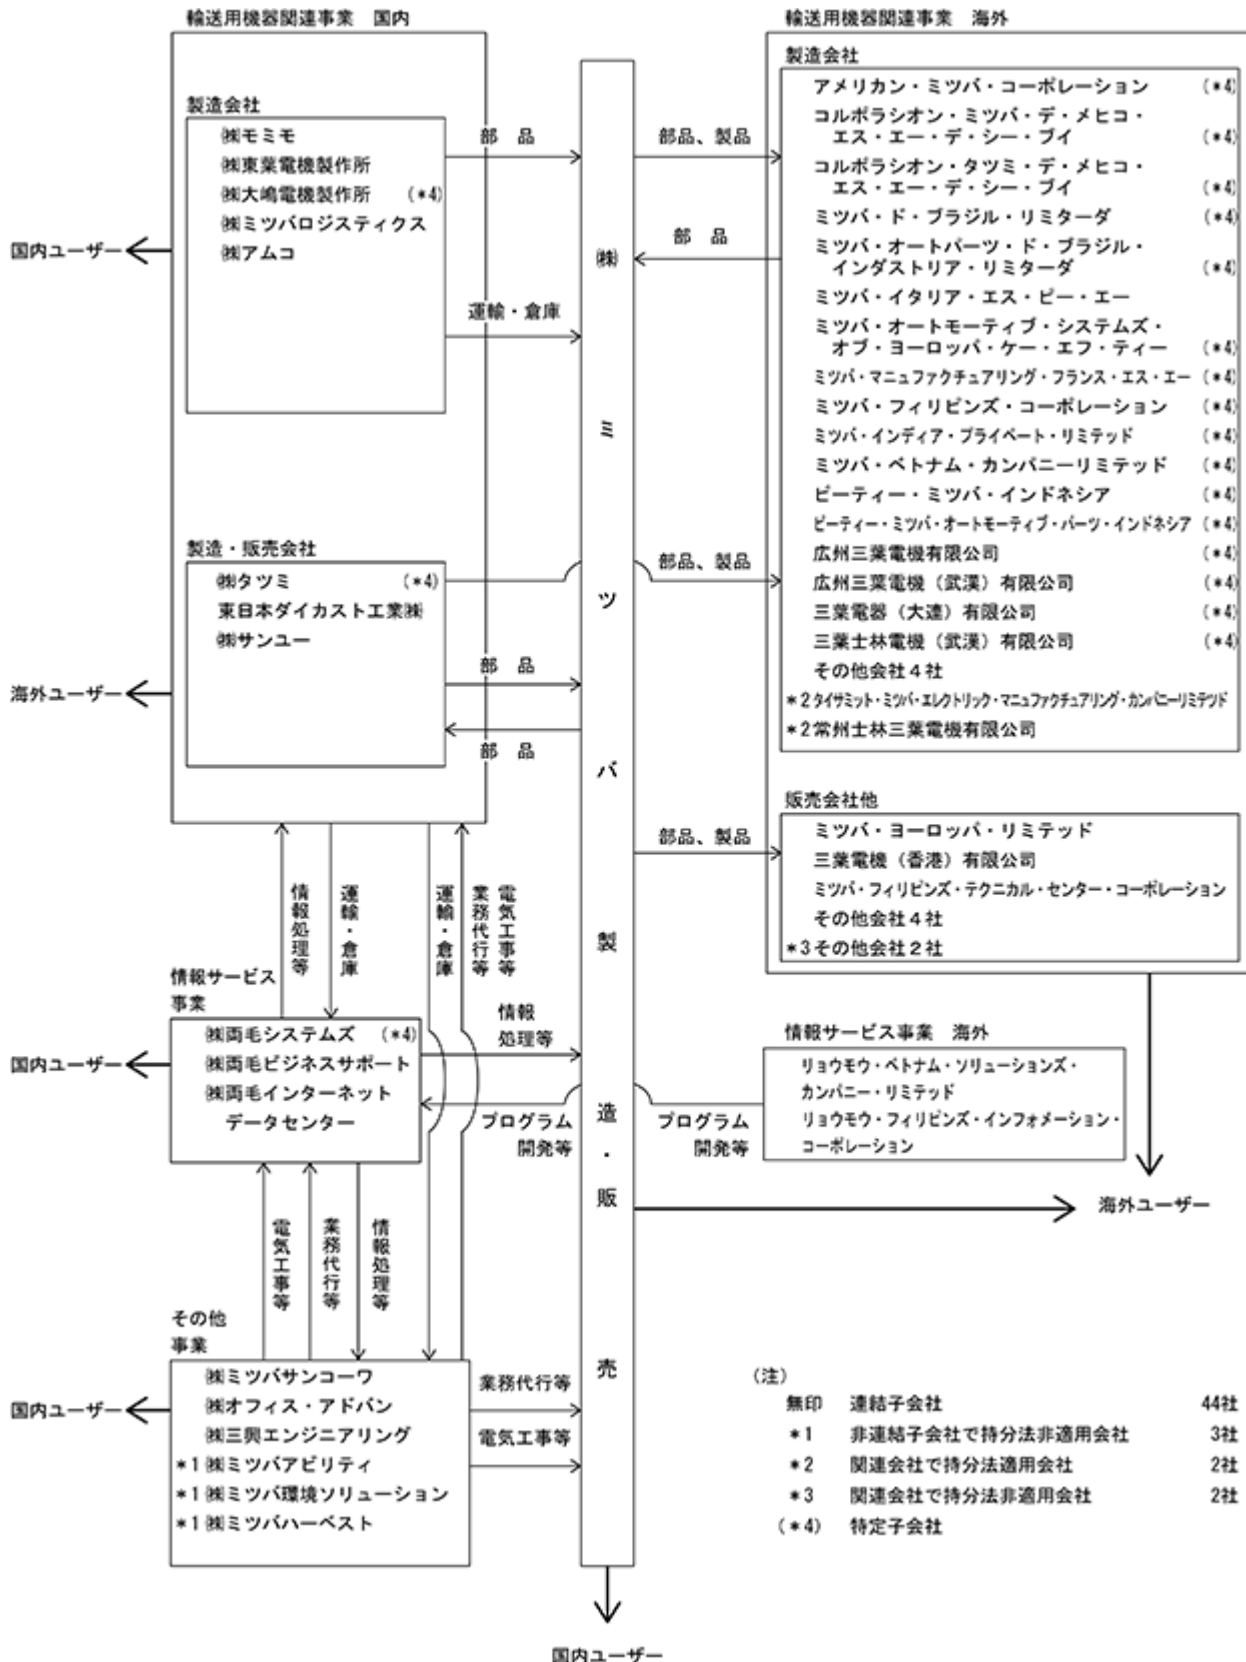 輸送用機器関連事業　国内
製造会社
㈱モミモ
㈱東葉電機製作所
㈱大嶋電機製作所　(*4)
㈱ミツバロジスティクス
㈱アムコ
部　品
運輸・倉庫
国内ユーザー
製造・販売会社
㈱タツミ　(*4)
東日本ダイカスト工業㈱
㈱サンユー
部　品
部　品
海外ユーザー
㈱ミツバ製造・販売
輸送用機器関連事業　海外
製造会社
部品、製品
部　品
部品、製品
アメリカン・ミツバ・コーポレーション　(*4)
コルポラシオン・ミツバ・デ・メヒコ・
エス・エー・デ・シー・ブイ　(*4)
コルポラシオン・タツミ・デ・メヒコ・
エス・エー・デ・シー・ブイ　(*4)
ミツバ・ド・ブラジル・リミターダ　(*4)
ミツバ・オートパーツ・ド・ブラジル・
インダストリア・リミターダ　(*4)
ミツバ・イタリア・エス・ピー・エー
ミツバ・オートモーティブ・システムズ・
オブ・ヨーロッパ・ケー・エフ・ティー　(*4)
ミツバ・マニュファクチュアリング・フランス・エス・エー　(*4)
ミツバ・フィリピンズ・コーポレーション　(*4)
ミツバ・インディア・プライベート・リミテッド　(*4)
ミツバ・ベトナム・カンパニーリミテッド　(*4)
ピーティー・ミツバ・インドネシア　(*4)
ピーティー・ミツバ・オートモーティブ・パーツ・インドネシア　(*4)
広州三葉電機有限公司　(*4)
広州三葉電機（武漢）有限公司　(*4)
三葉電器（大連）有限公司　(*4)
三葉士林電機（武漢）有限公司　(*4)
その他会社４社
*2タイサミット・ミツバ・エレクトリック・マニュファクチュアリング・カンパニーリミテッド
*2常州士林三葉電機有限公司
販売会社他
部品、製品
ミツバ・ヨーロッパ・リミテッド
三葉電機（香港）有限公司
ミツバ・フィリピンズ・テクニカル・センター・コーポレーション
その他会社４社
*3その他会社２社
情報処理等
運輸・倉庫
運輸・倉庫
業務代行等
電気工事等
情報サービス
事業
㈱両毛システムズ　(*4)
㈱両毛ビジネスサポート
㈱両毛インターネット
データセンター
国内ユーザー
情報
処理等
プログラム
開発等
プログラム
開発等
情報サービス事業　海外
リョウモウ・ベトナム・ソリューションズ・
カンパニー・リミテッド
リョウモウ・フィリピンズ・インフォメーション・
コーポレーション
海外ユーザー
電気工事等
業務代行等
情報処理等
その他
事業
㈱ミツバサンコーワ
㈱オフィス・アドバン
㈱三興エンジニアリング
*1㈱ミツバアビリティ
*1㈱ミツバ環境ソリューション
*1㈱ミツバハーベスト
国内ユーザー
業務代行等
電気工事等
国内ユーザー
（注）
無印　連結子会社　44社
*1　非連結子会社で持分法非適用会社　3社
*2　関連会社で持分法適用会社　2社
*3　関連会社で持分法非適用会社　2社
(*4)　特定子会社